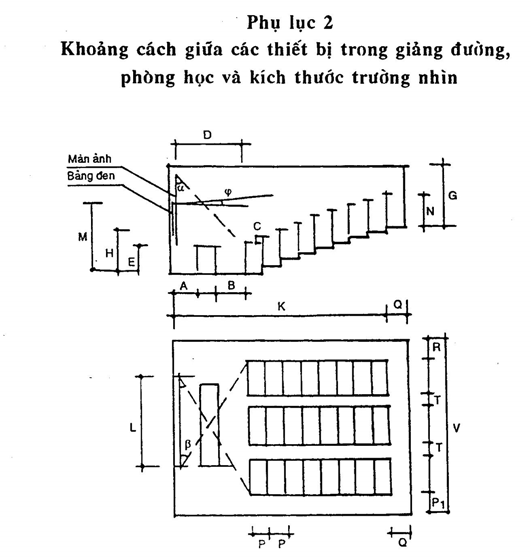 Phụ lục 2
Khoảng cách giữa các thiết bị trong giảng đường,
phòng học và kích thước trường nhìn
D
Màn ảnh
Bảng đen
α
φ
G
N
M
H
E
C
A
B
K
Q
R
L
β
T
V
T
P1
P P
Q